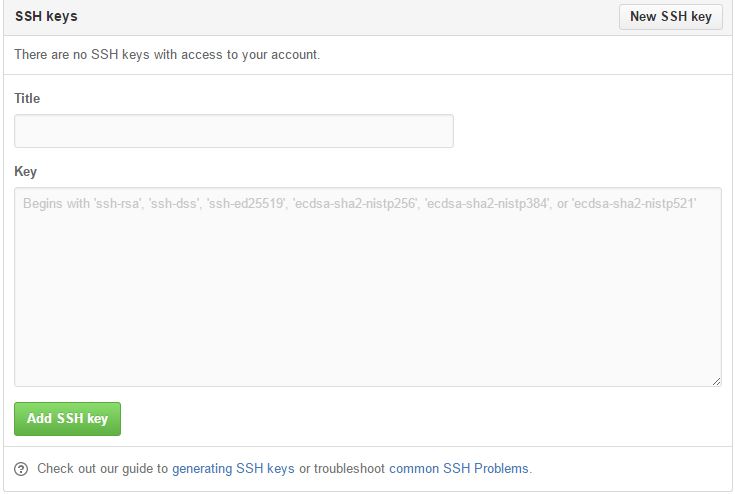 SSH keys
New SSH key
There are no SSH keys with access to your account.
Title
Key
Begins with 'ssh-rsa', 'ssh-dss', 'ssh-ed25519', 'ecdsa-sha2-nistp256', 'ecdsa-sha2-nistp384', or 'ecdsa-sha2-nistp521'
Add SSH key
Check out our guide to generating SSH keys or troubleshoot common SSH Problems.